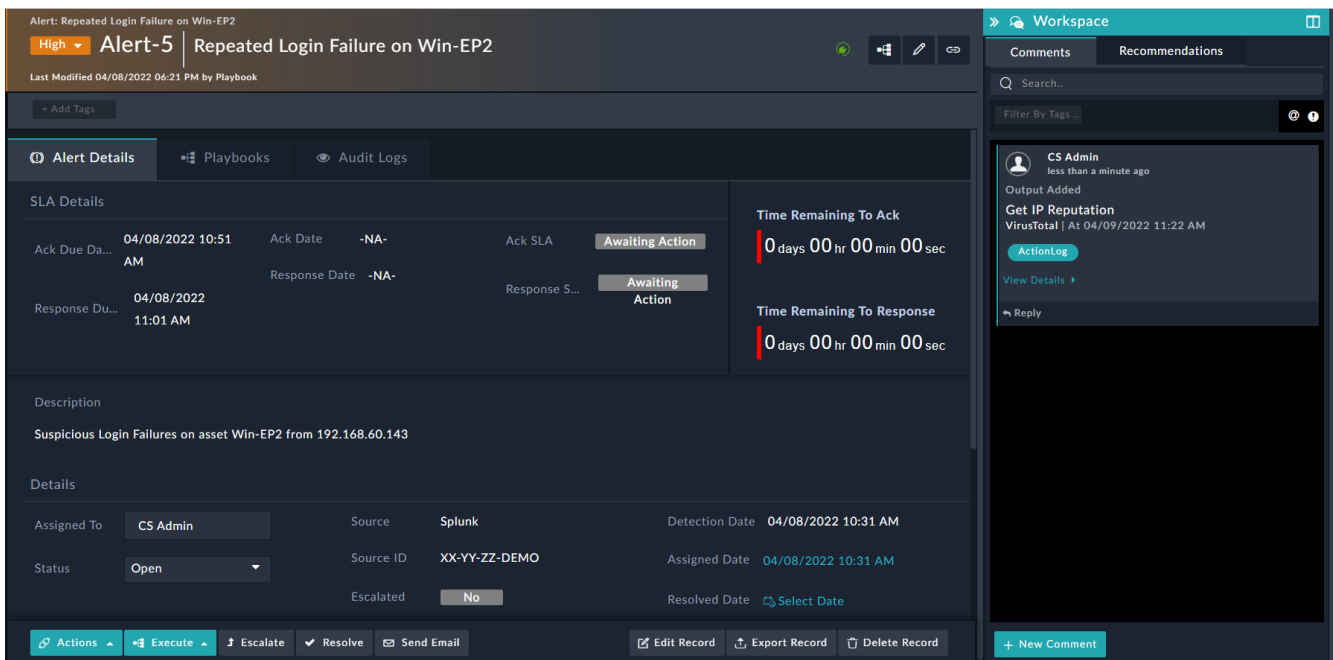 Alert: Repeated Login Failure on Win-EP2
High Alert-5 Repeated Login Failure on Win-EP2
Last Modified 04/08/2022 06:21 PM by Playbook
+ Add Tags
Alert Details Playbooks Audit Logs
SLA Details
Ack Due Da... 04/08/2022 10:51 AM
Ack Date -NA-
Ack SLA Awaiting Action
Response Date -NA-
Response Du... 04/08/2022 11:01 AM
Response S... Awaiting Action
Time Remaining To Ack
0 days 00 hr 00 min 00 sec
Time Remaining To Response
0 days 00 hr 00 min 00 sec
Description
Suspicious Login Failures on asset Win-EP2 from 192.168.60.143
Details
Assigned To CS Admin
Source Splunk
Detection Date 04/08/2022 10:31 AM
Status Open
Source ID XX-YY-ZZ-DEMO
Assigned Date 04/08/2022 10:31 AM
Escalated No
Resolved Date Select Date
Actions Execute Escalate Resolve Send Email Edit Record Export Record Delete Record
Workspace
Comments Recommendations
Search..
Filter By Tags ..
@
CS Admin
less than a minute ago
Output Added
Get IP Reputation
VirusTotal | At 04/09/2022 11:22 AM
ActionLog
View Details
Reply
+ New Comment